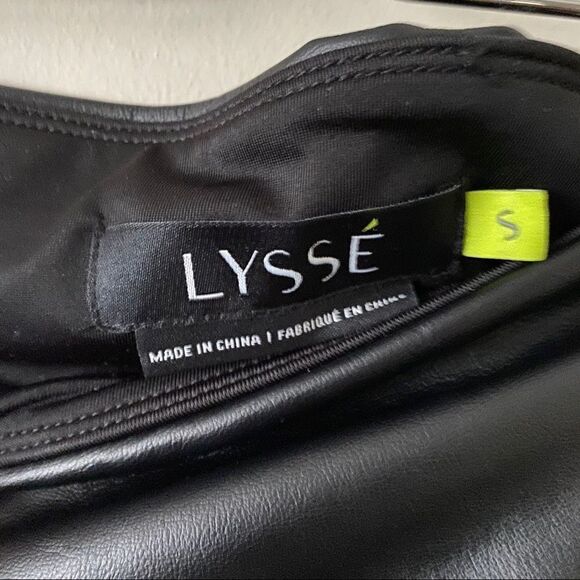 LYSSÉ
S
MADE IN CHINA | FABRIQUÉ EN CHINE